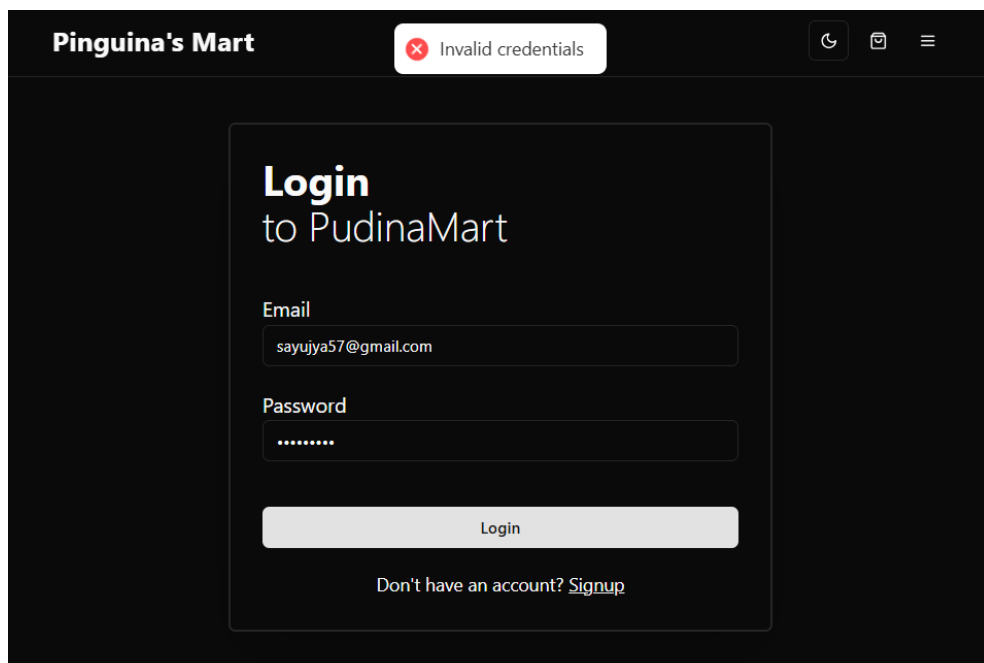 Pinguina's Mart
Invalid credentials
Login
to PudinaMart
Email
sayujya57@gmail.com
Password
•••••••••
Login
Don't have an account? Signup